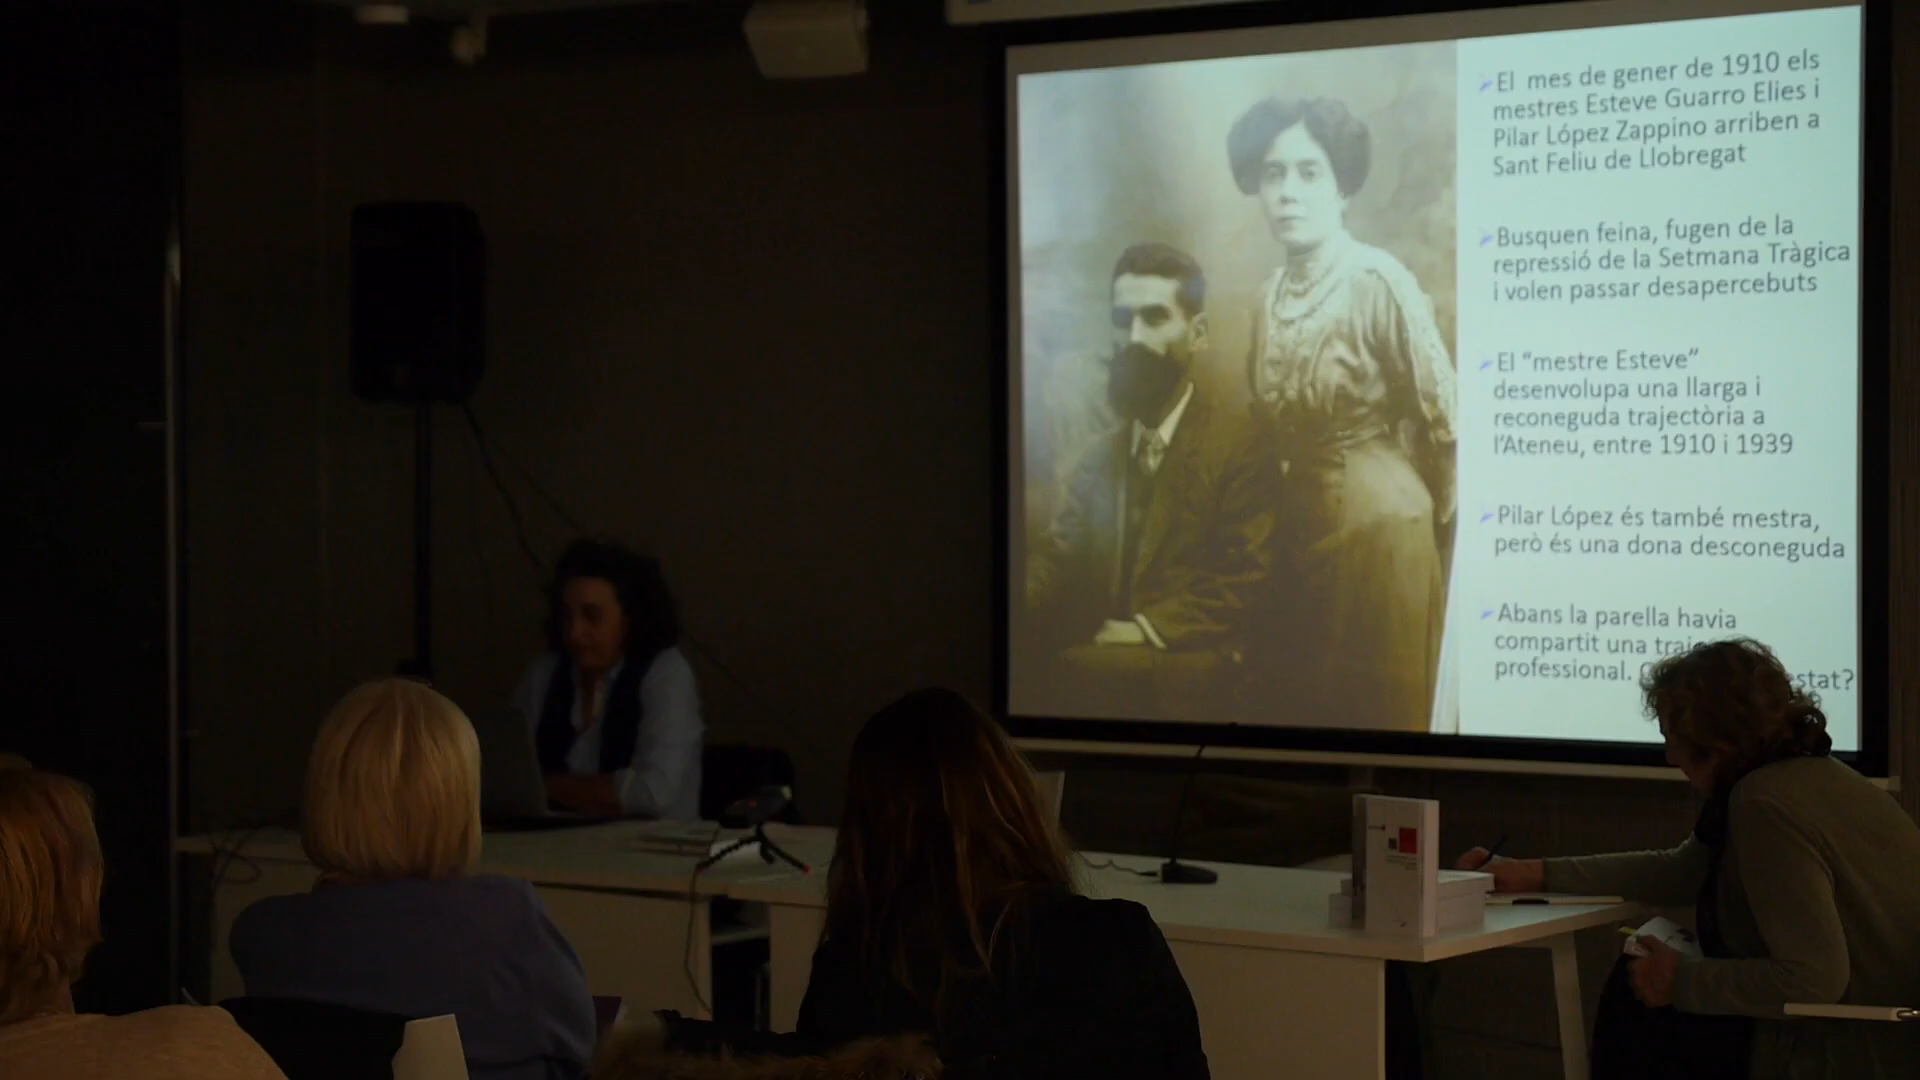 El mes de gener de 1910 els
mestres Esteve Guarro Elies i
Pilar López Zappino arriben a
Sant Feliu de Llobregat
Busquen feina, fugen de la
repressió de la Setmana Tràgica
i volen passar desapercebuts
El “mestre Esteve”
desenvolupa una llarga i
reconeguda trajectòria a
l’Ateneu, entre 1910 i 1939
Pilar López és també mestra,
però és una dona desconeguda
Abans la parella havia
compartit una
professional. estat?